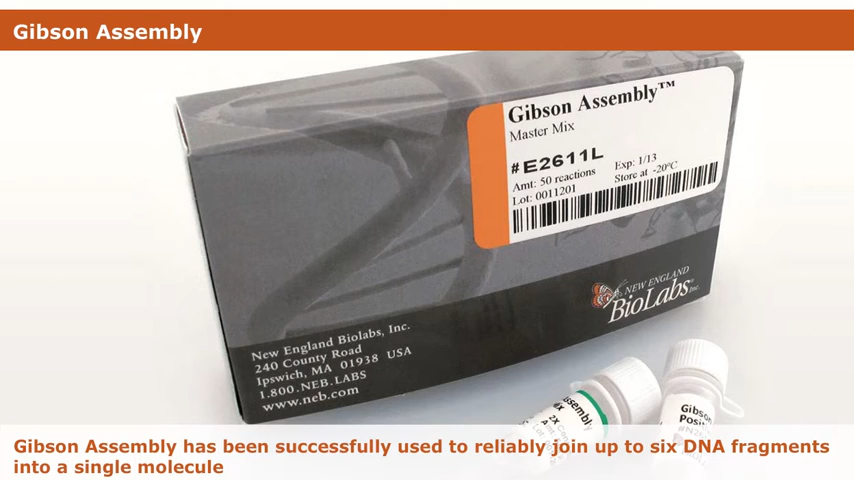 Gibson Assembly
Gibson Assembly™
Master Mix
#E2611L
Amt: 50 reactions
Exp: 1/13
Lot: 0011201
Store at -20°C
NEW ENGLAND
BioLabs Inc.
New England Biolabs, Inc.
240 County Road
Ipswich, MA 01938 USA
1.800.NEB.LABS
www.neb.com
2X
Gibson
Gibson Assembly has been successfully used to reliably join up to six DNA fragments
into a single molecule